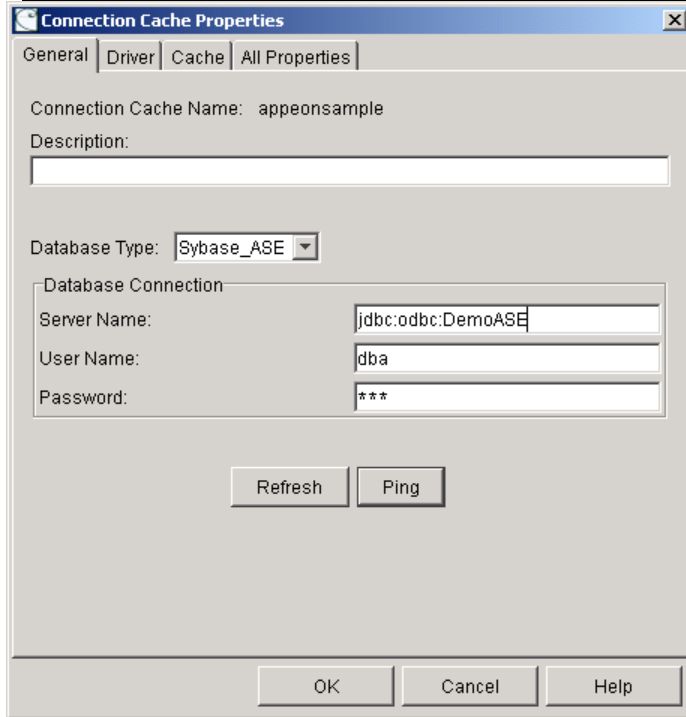 Connection Cache Properties
General Driver Cache All Properties
Connection Cache Name: appeonsample
Description:
Database Type: Sybase_ASE
Database Connection
Server Name: jdbc:odbc:DemoASE
User Name: dba
Password: ***
Refresh Ping
OK Cancel Help